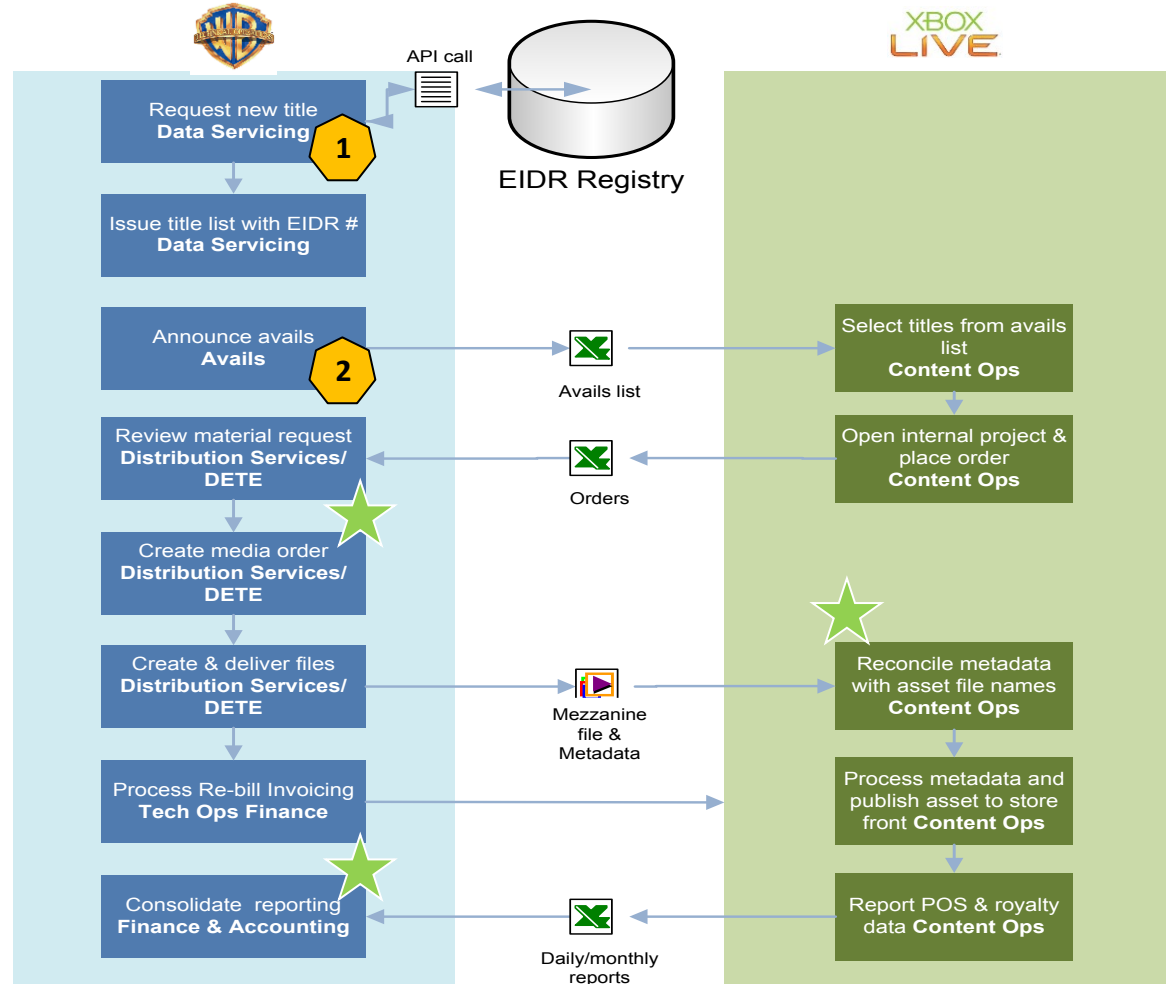 XBOX
LIVE
API call
Request new title
Data Servicing
1
EIDR Registry
Issue title list with EIDR #
Data Servicing
Announce avails
Avails
2
Avails list
Select titles from avails
list
Content Ops
Review material request
Distribution Services/
DETE
Orders
Open internal project &
place order
Content Ops
Create media order
Distribution Services/
DETE
Create & deliver files
Distribution Services/
DETE
Mezzanine
file &
Metadata
Reconcile metadata
with asset file names
Content Ops
Process Re-bill Invoicing
Tech Ops Finance
Process metadata and
publish asset to store
front Content Ops
Consolidate reporting
Finance & Accounting
Daily/monthly
reports
Report POS & royalty
data Content Ops